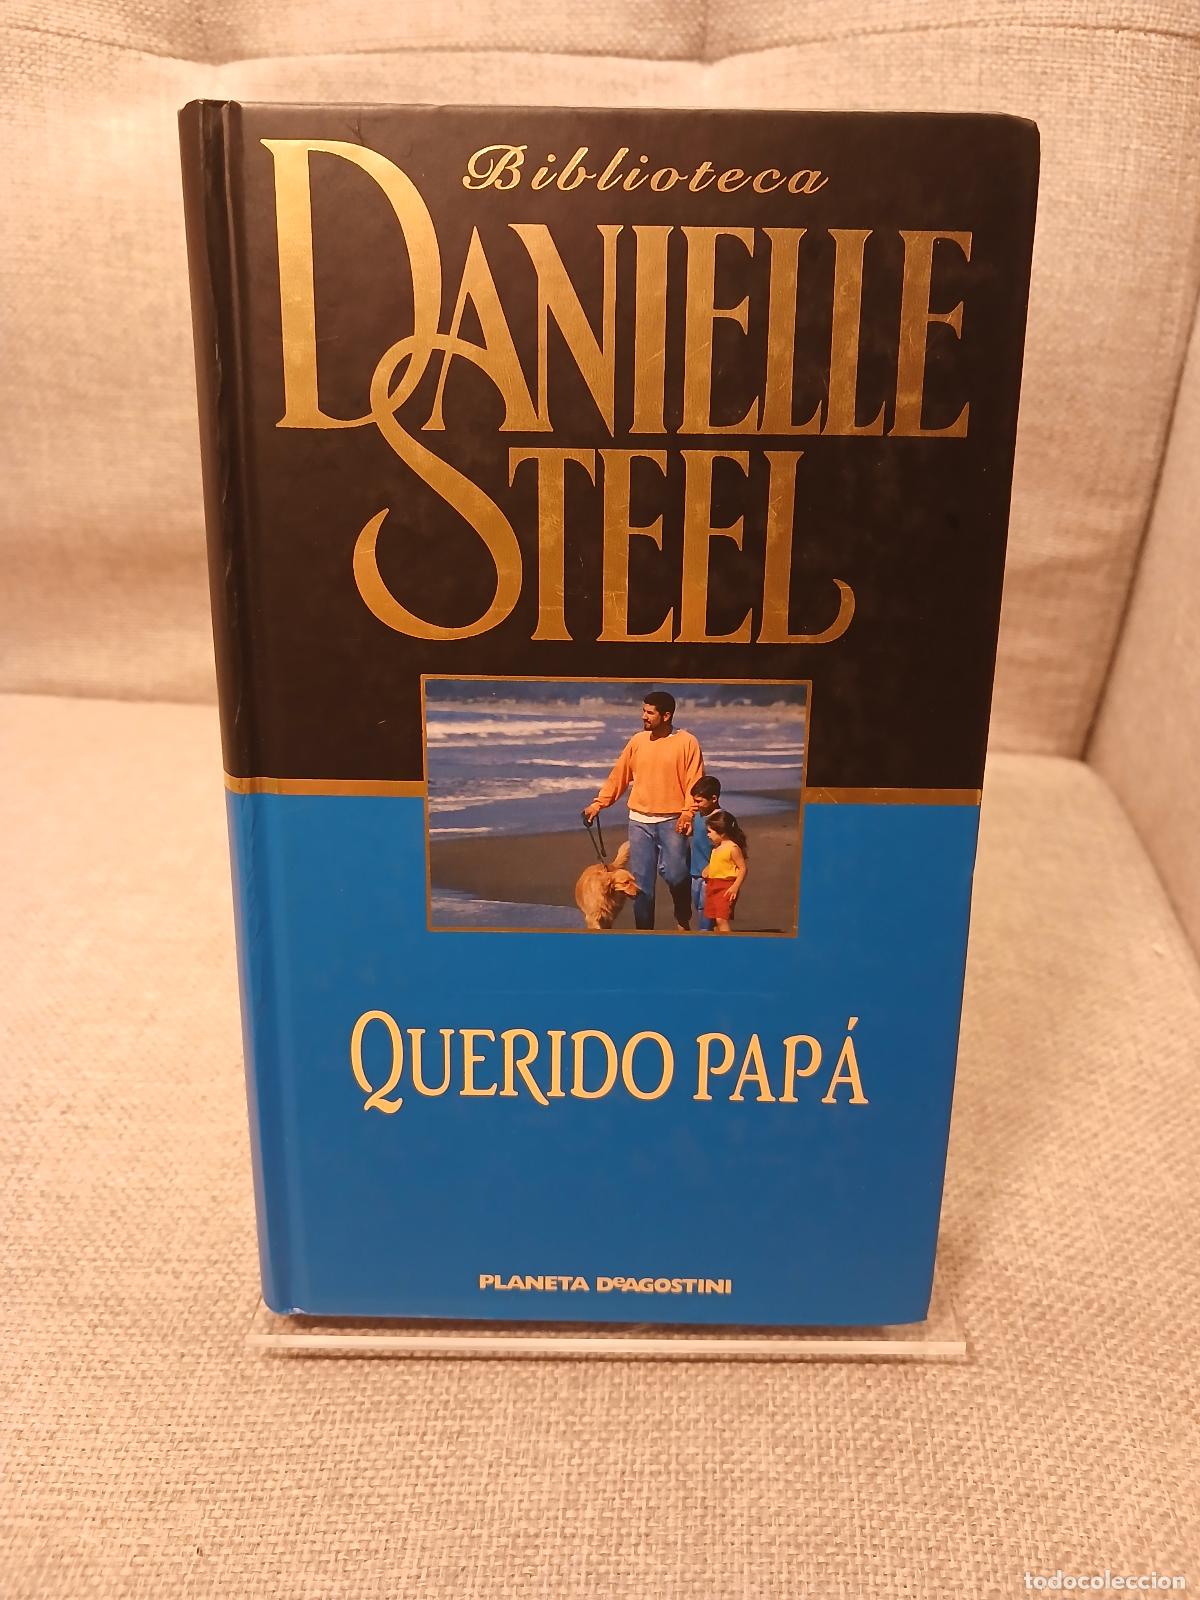 Biblioteca
DANIELLE
STEEL
QUERIDO PAPÁ
PLANETA DeAGOSTINI
todocoleccion